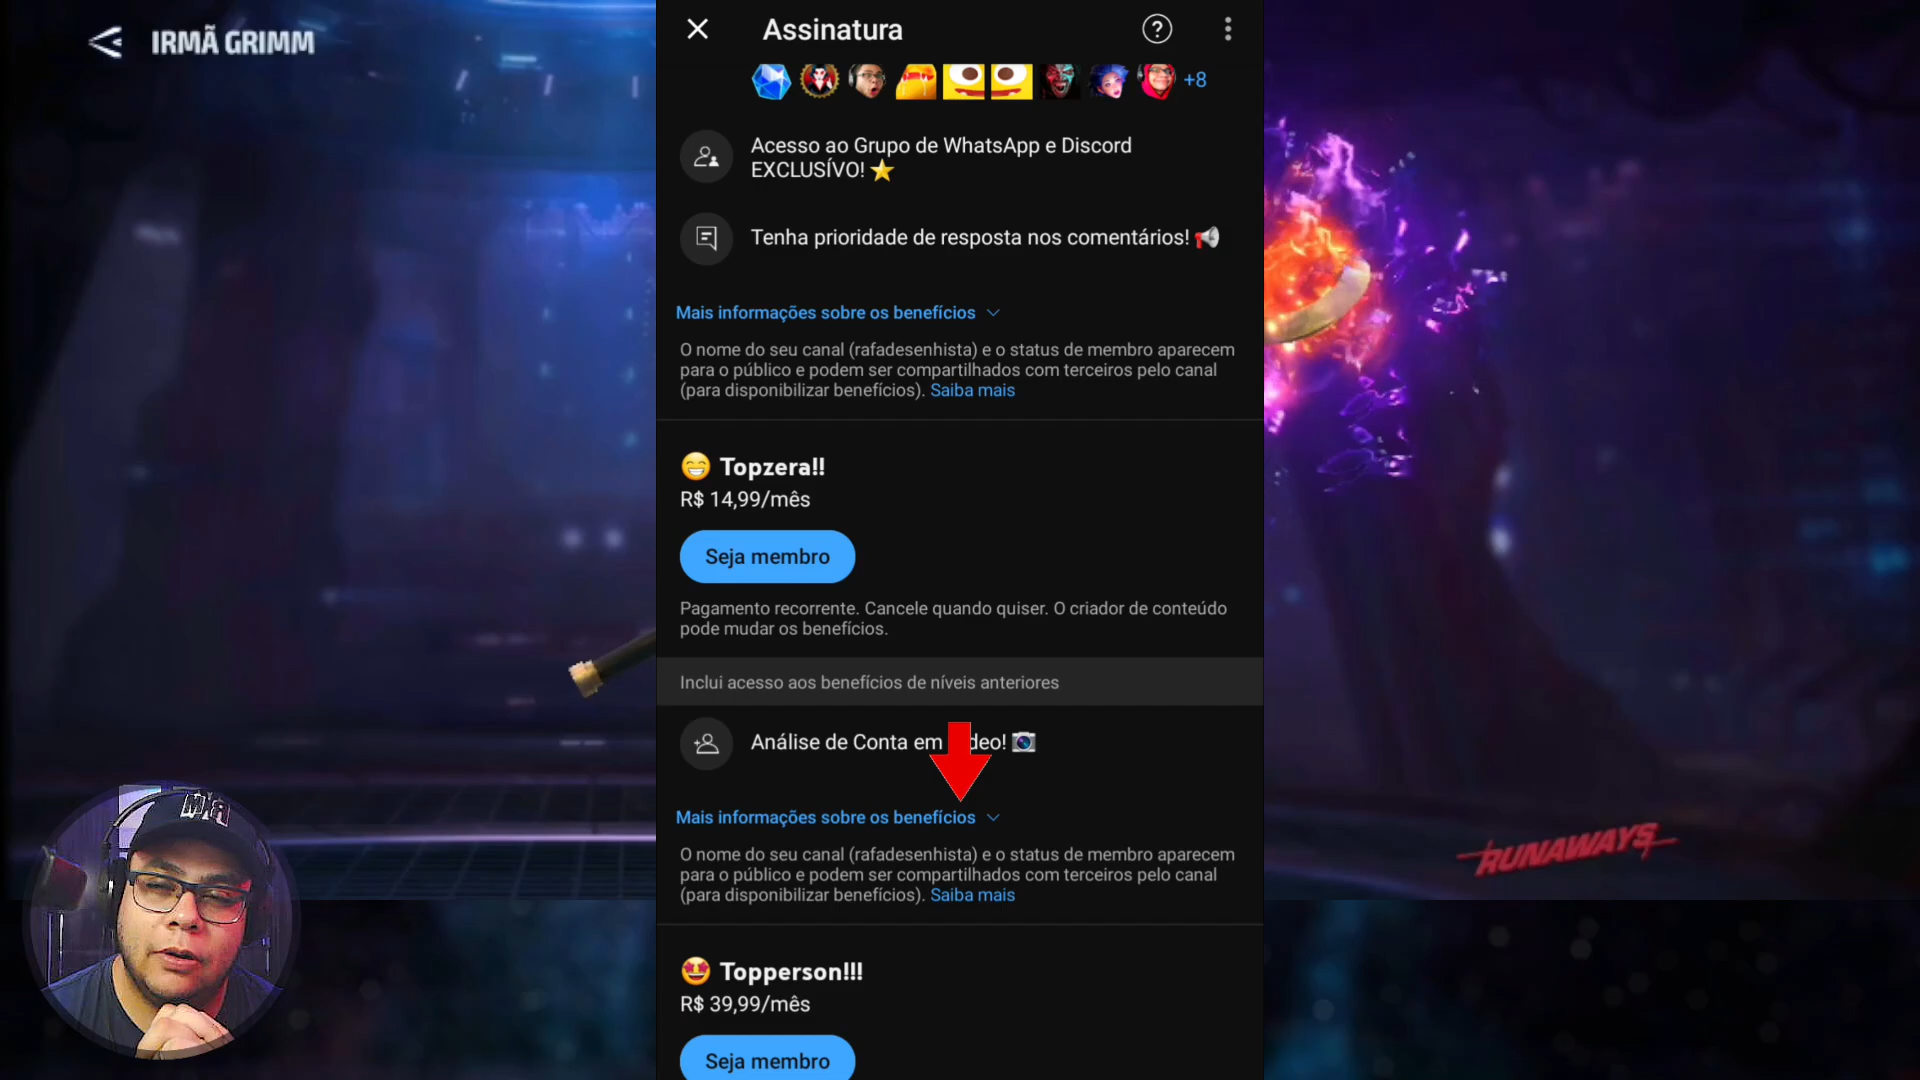 IRMÃ GRIMM
Assinatura
+8
Acesso ao Grupo de WhatsApp e Discord
EXCLUSÍVO! ⭐
Tenha prioridade de resposta nos comentários! 📢
Mais informações sobre os benefícios
O nome do seu canal (rafadesenhista) e o status de membro aparecem
para o público e podem ser compartilhados com terceiros pelo canal
(para disponibilizar benefícios). Saiba mais
😁 Topzera!!
R$ 14,99/mês
Seja membro
Pagamento recorrente. Cancele quando quiser. O criador de conteúdo
pode mudar os benefícios.
Inclui acesso aos benefícios de níveis anteriores
Análise de Conta em deo! 📷
Mais informações sobre os benefícios
O nome do seu canal (rafadesenhista) e o status de membro aparecem
para o público e podem ser compartilhados com terceiros pelo canal
(para disponibilizar benefícios). Saiba mais
🤩 Topperson!!!
R$ 39,99/mês
Seja membro
RUNAWAYS